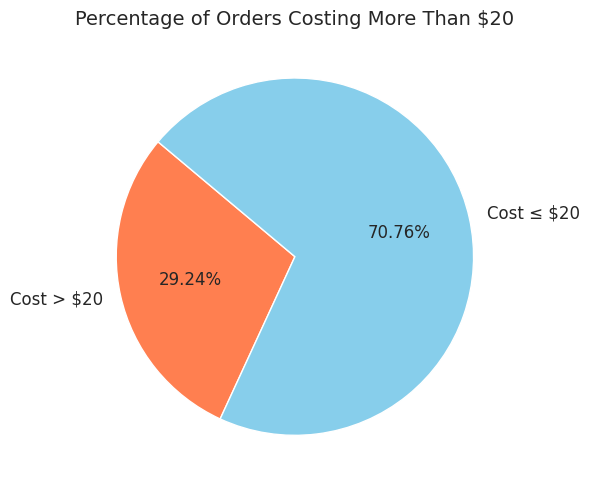 Percentage of Orders Costing More Than $20
Cost ≤ $20
70.76%
29.24%
Cost > $20